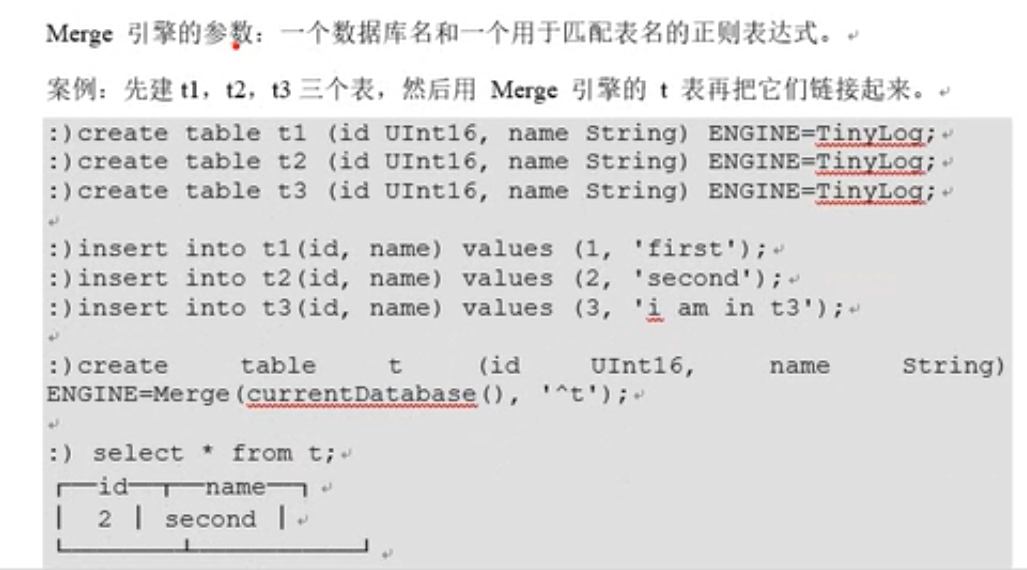 Merge 引擎的参数：一个数据库名和一个用于匹配表名的正则表达式。
案例：先建 t1，t2，t3 三个表，然后用 Merge 引擎的 t 表再把它们链接起来。
:)create table t1 (id UInt16, name String) ENGINE=TinyLog;
:)create table t2 (id UInt16, name String) ENGINE=TinyLog;
:)create table t3 (id UInt16, name String) ENGINE=TinyLog;
:)insert into t1(id, name) values (1, 'first');
:)insert into t2(id, name) values (2, 'second');
:)insert into t3(id, name) values (3, 'i am in t3');
:)create table t (id UInt16, name String)
ENGINE=Merge(currentDatabase(), '^t');
:) select * from t;
┌──id─┬──name──┐
│ 2 │ second │
└─────┴────────┘